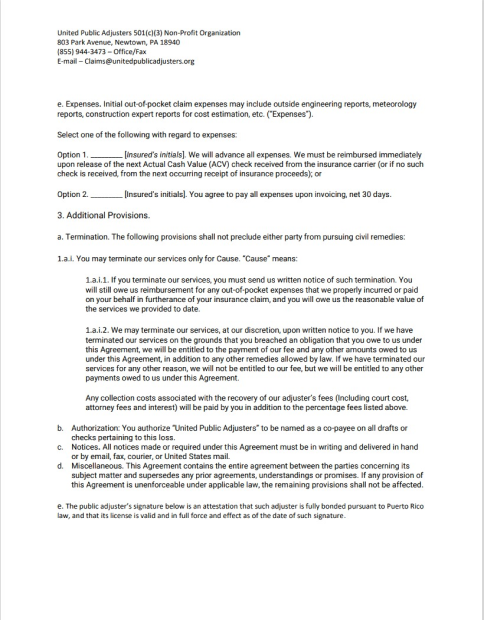 United Public Adjusters 501(c)(3) Non-Profit Organization
803 Park Avenue, Newtown, PA 18940
(855) 944-3473 – Office/Fax
E-mail – Claims@unitedpublicadjusters.org
e. Expenses. Initial out-of-pocket claim expenses may include outside engineering reports, meteorology
reports, construction expert reports for cost estimation, etc. ("Expenses").
Select one of the following with regard to expenses:
Option 1. ________ [Insured's initials]. We will advance all expenses. We must be reimbursed immediately
upon release of the next Actual Cash Value (ACV) check received from the insurance carrier (or if no such
check is received, from the next occurring receipt of insurance proceeds); or
Option 2. ________ [Insured's initials]. You agree to pay all expenses upon invoicing, net 30 days.
3. Additional Provisions.
a. Termination. The following provisions shall not preclude either party from pursuing civil remedies:
1.a.i. You may terminate our services only for Cause. "Cause" means:
1.a.i.1. If you terminate our services, you must send us written notice of such termination. You
will still owe us reimbursement for any out-of-pocket expenses that we properly incurred or paid
on your behalf in furtherance of your insurance claim, and you will owe us the reasonable value of
the services we provided to date.
1.a.i.2. We may terminate our services, at our discretion, upon written notice to you. If we have
terminated our services on the grounds that you breached an obligation that you owe to us under
this Agreement, we will be entitled to the payment of our fee and any other amounts owed to us
under this Agreement, in addition to any other remedies allowed by law. If we have terminated our
services for any other reason, we will not be entitled to our fee, but we will be entitled to any other
payments owed to us under this Agreement.
Any collection costs associated with the recovery of our adjuster's fees (Including court cost,
attorney fees and interest) will be paid by you in addition to the percentage fees listed above.
b. Authorization: You authorize "United Public Adjusters" to be named as a co-payee on all drafts or
checks pertaining to this loss.
c. Notices. All notices made or required under this Agreement must be in writing and delivered in hand
or by email, fax, courier, or United States mail.
d. Miscellaneous. This Agreement contains the entire agreement between the parties concerning its
subject matter and supersedes any prior agreements, understandings or promises. If any provision of
this Agreement is unenforceable under applicable law, the remaining provisions shall not be affected.
e. The public adjuster's signature below is an attestation that such adjuster is fully bonded pursuant to Puerto Rico
law, and that its license is valid and in full force and effect as of the date of such signature.